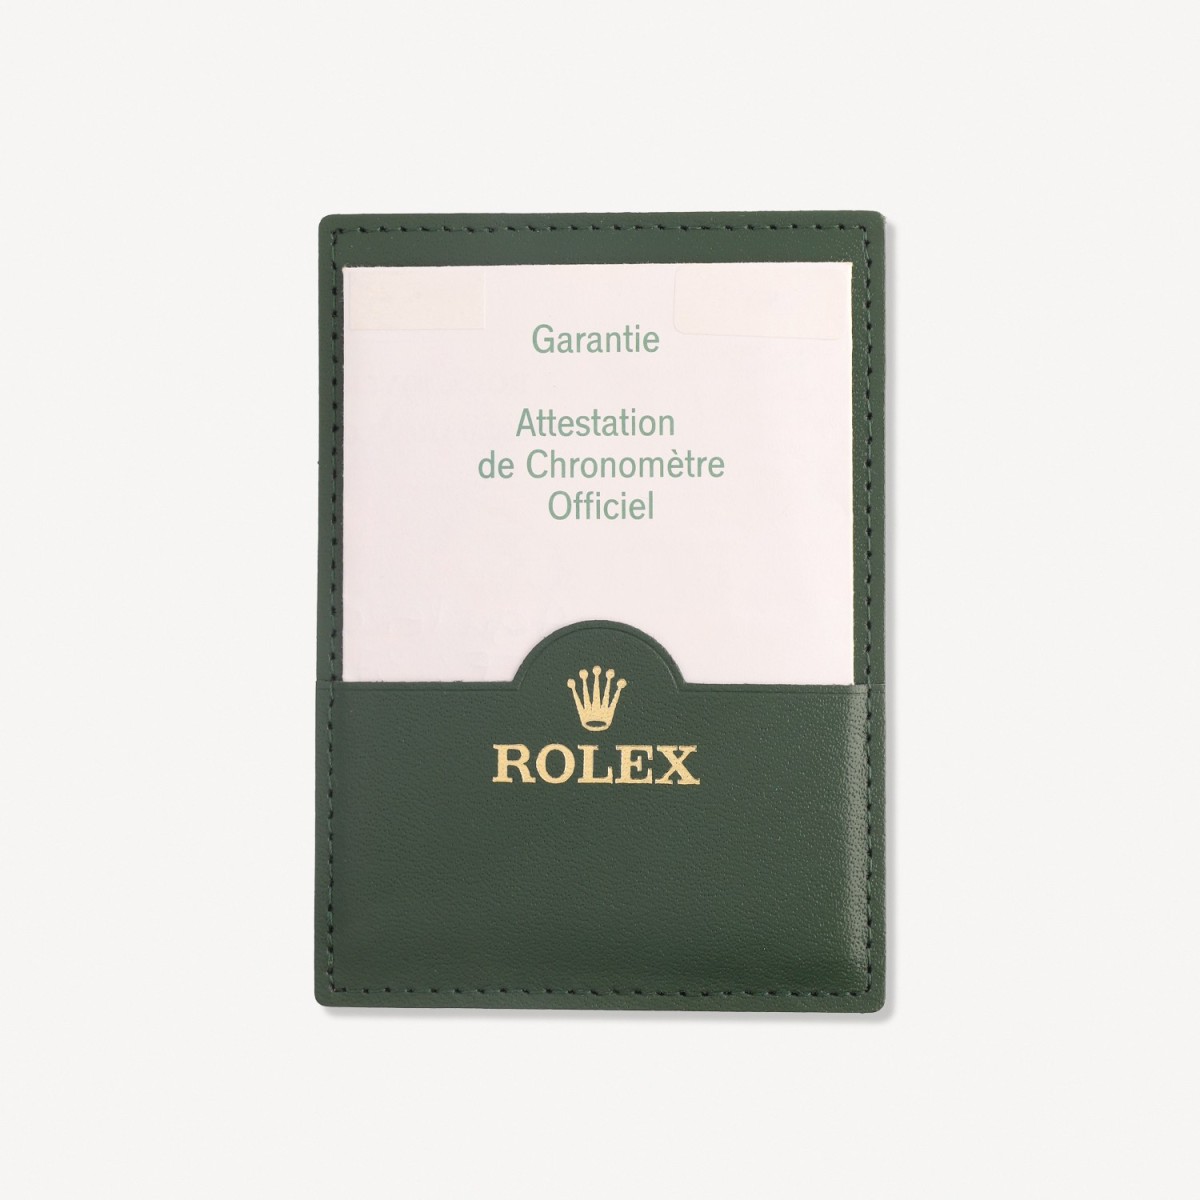 Garantie
Attestation
de Chronomètre
Officiel
ROLEX